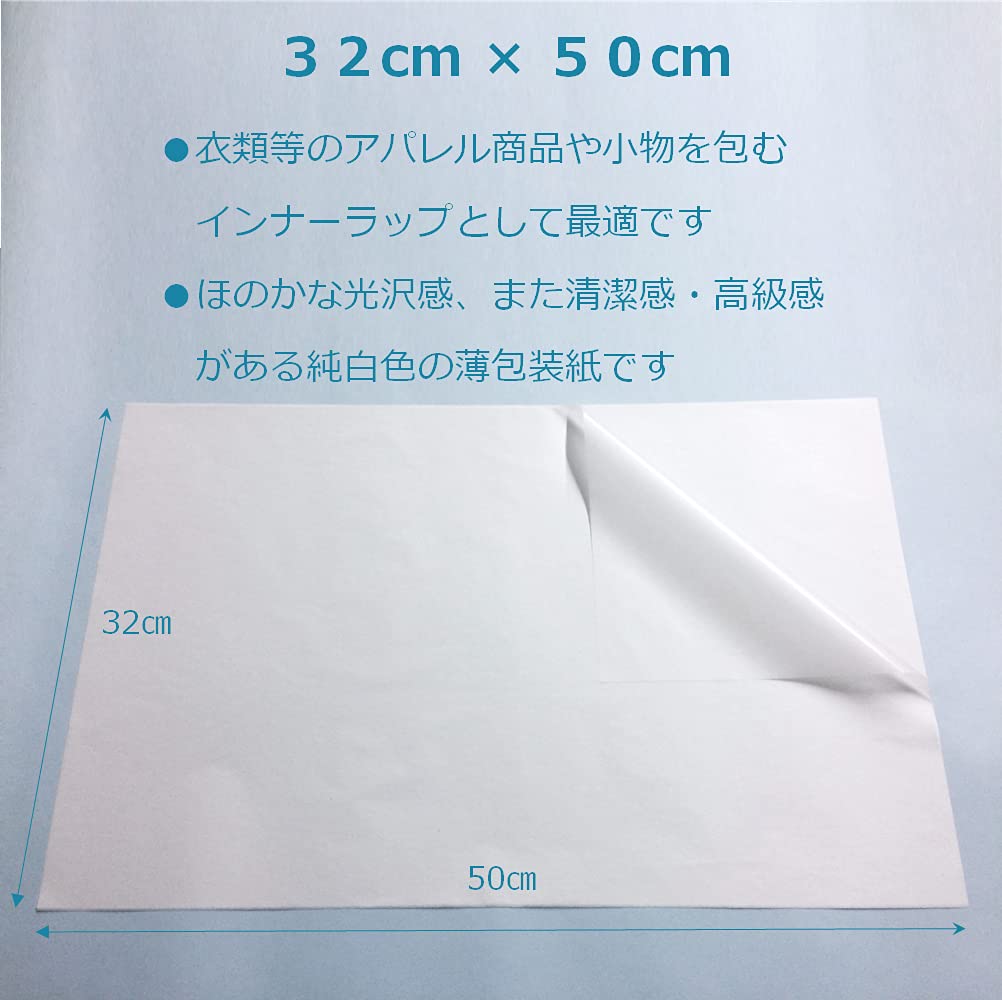 ３２cm × ５０cm
●衣類等のアパレル商品や小物を包む
インナーラップとして最適です
●ほのかな光沢感、また清潔感・高級感
がある純白色の薄包装紙です
32㎝
50㎝